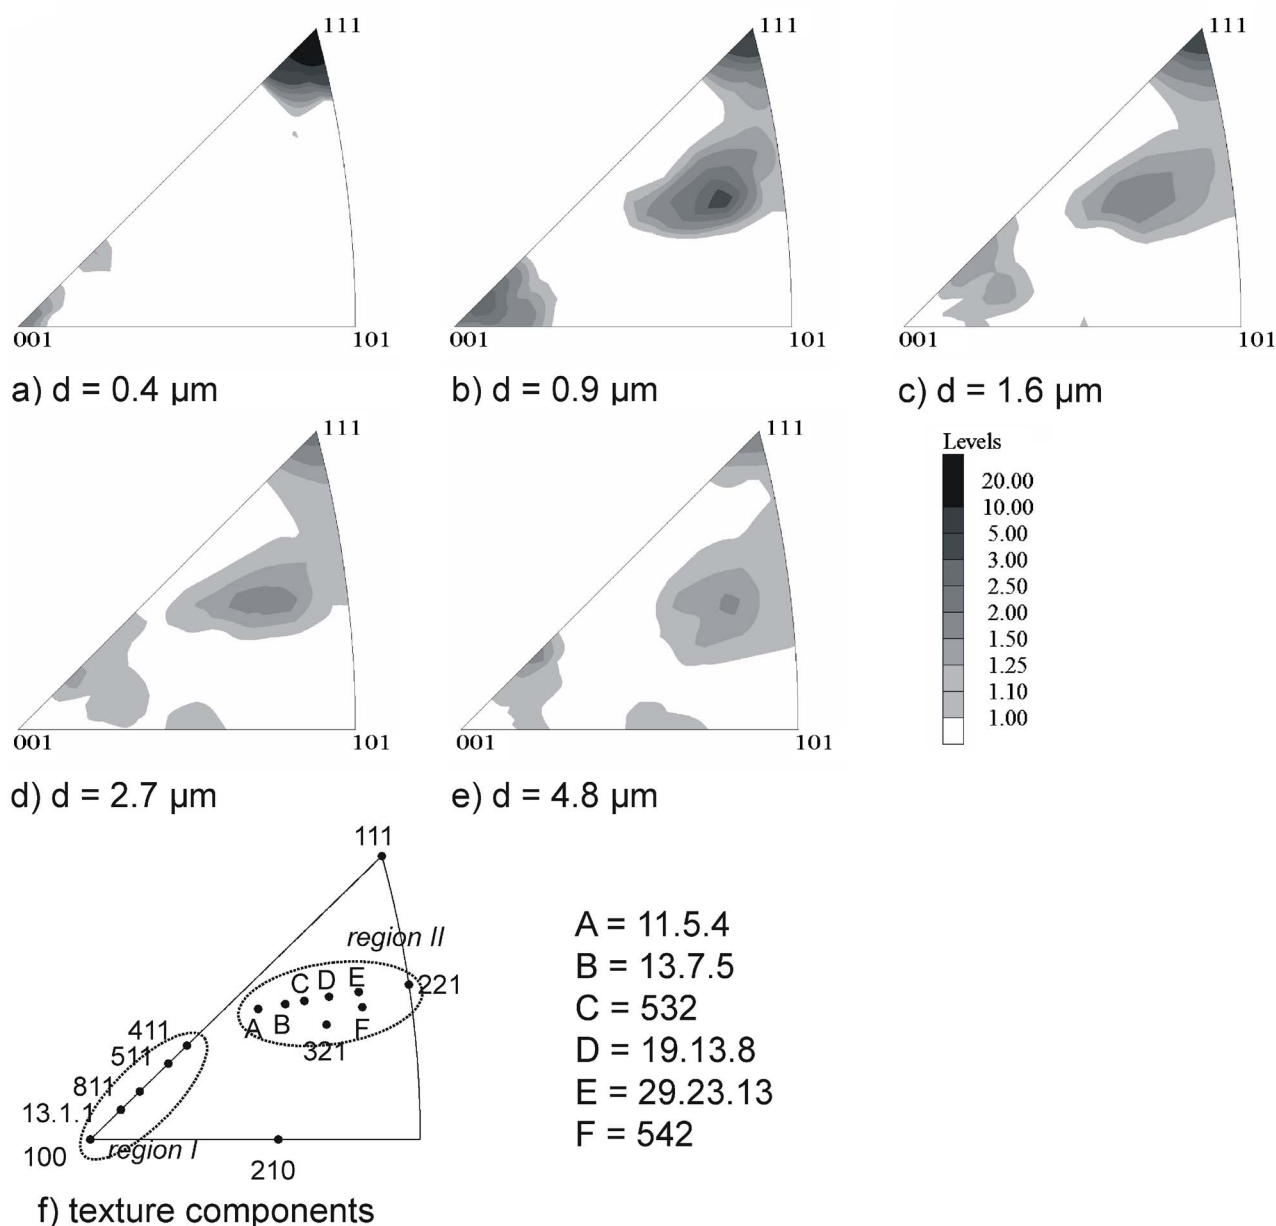 111
111
111
001
101
001
101
001
101
a) d = 0.4 µm
b) d = 0.9 µm
c) d = 1.6 µm
111
111
Levels
20.00
10.00
5.00
3.00
2.50
2.00
1.50
1.25
1.10
1.00
001
101
001
101
d) d = 2.7 µm
e) d = 4.8 µm
111
region II
C D E
221
A B F
321
411
511
811
13.1.1
100
region I
210
A = 11.5.4
B = 13.7.5
C = 532
D = 19.13.8
E = 29.23.13
F = 542
f) texture components